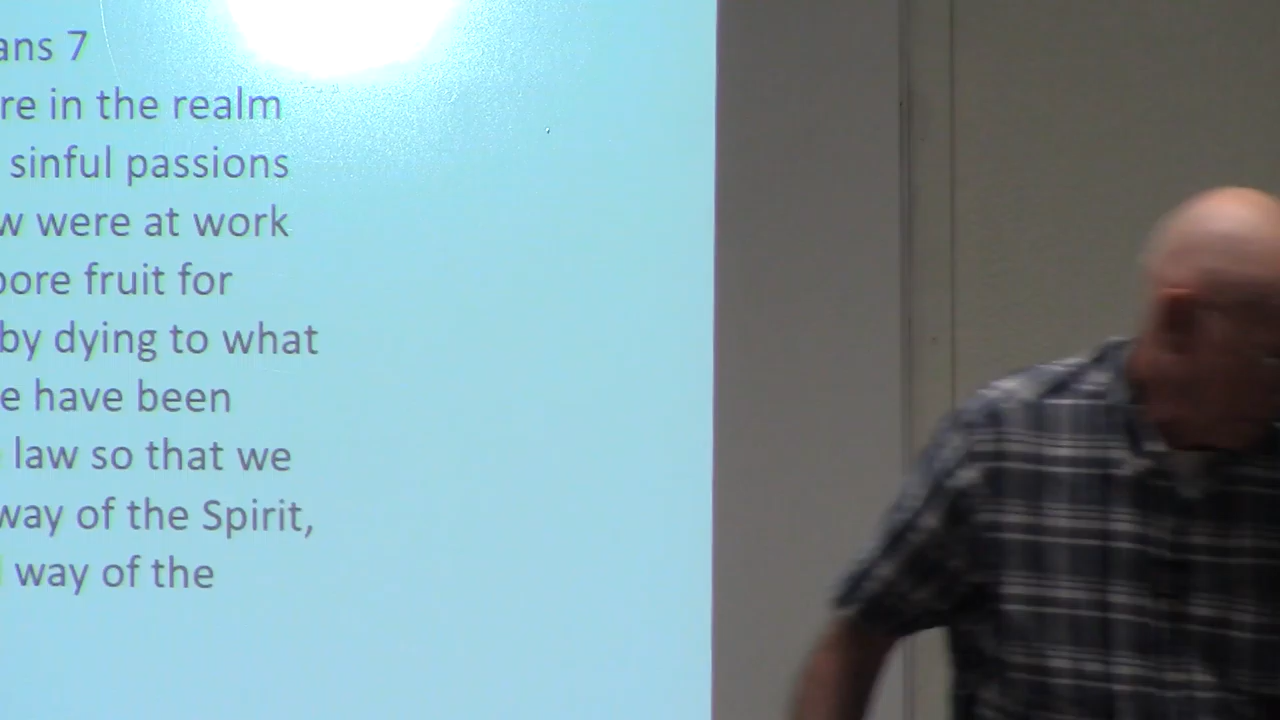 ans 7
re in the realm
sinful passions
w were at work
bore fruit for
by dying to what
e have been
law so that we
way of the Spirit,
way of the